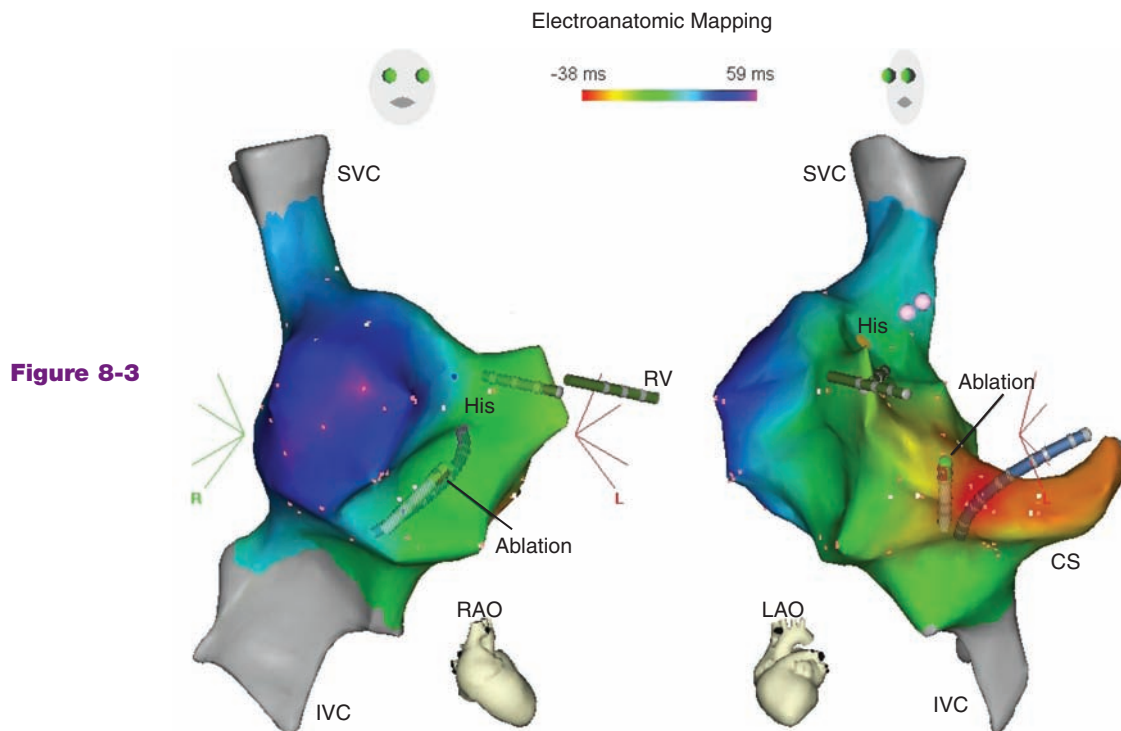 Electroanatomic Mapping
-38 ms 59 ms
SVC SVC
His
Figure 8-3
RV
Ablation
His
R L
Ablation
CS
RAO LAO
IVC IVC